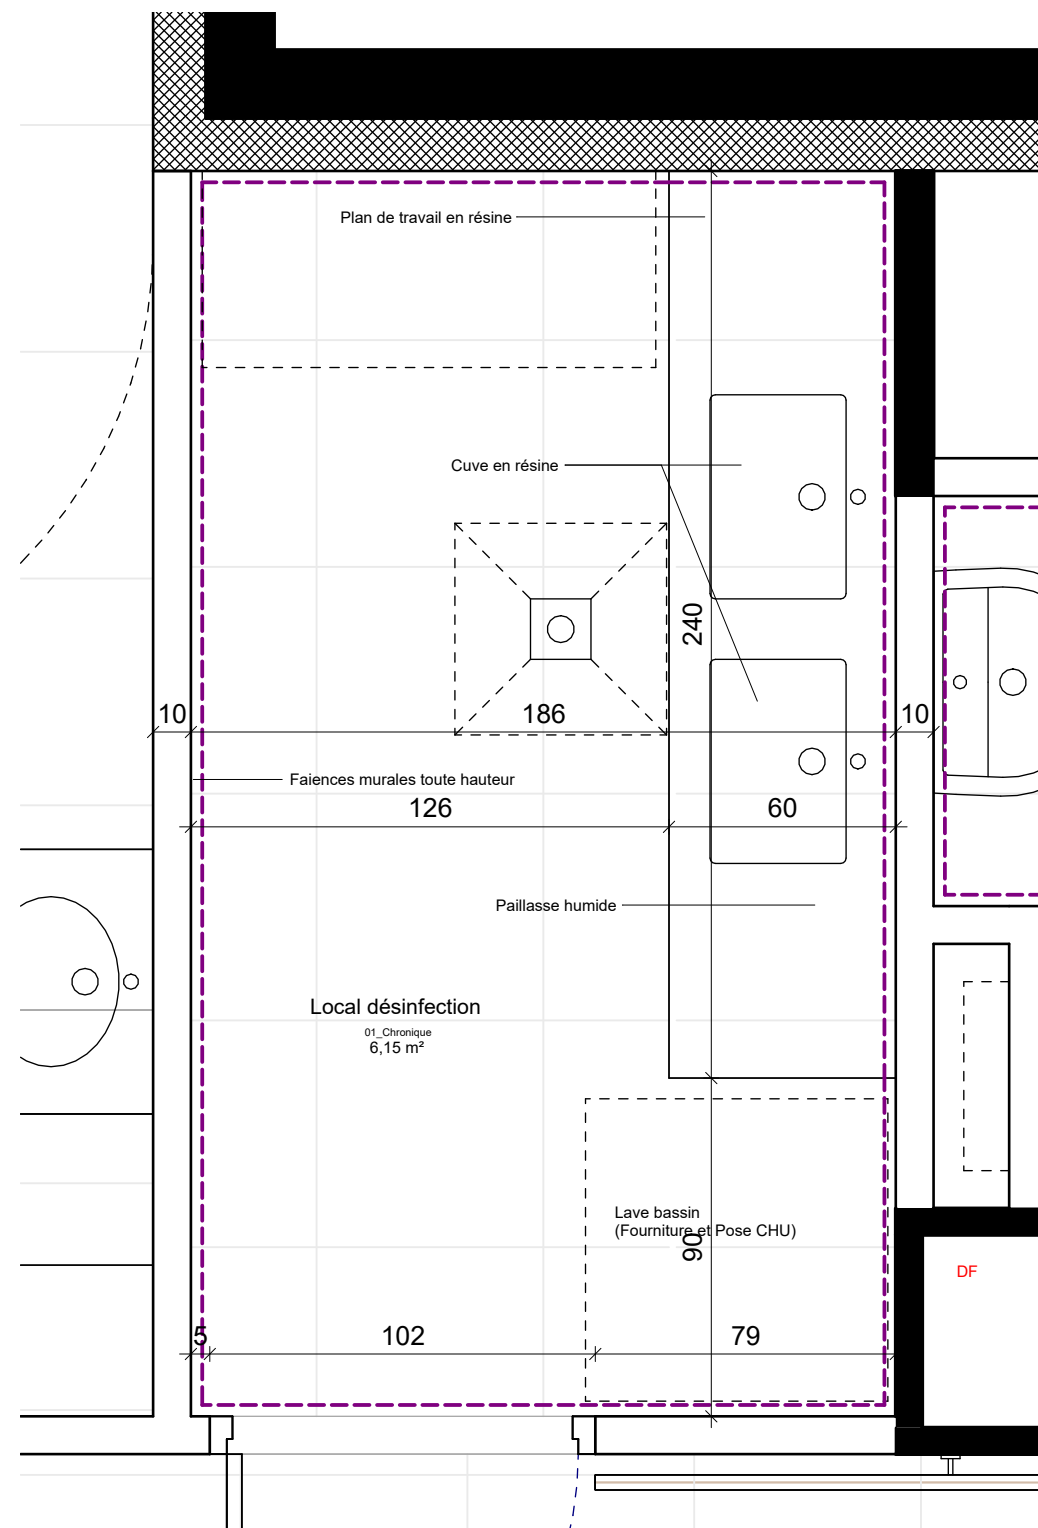 Plan de travail en résine
Cuve en résine
240
10
186
10
Faiences murales toute hauteur
126
60
Paillasse humide
Local désinfection
01_Chronique
6,15 m²
Lave bassin
(Fourniture et Pose CHU)
90
DF
5
102
79